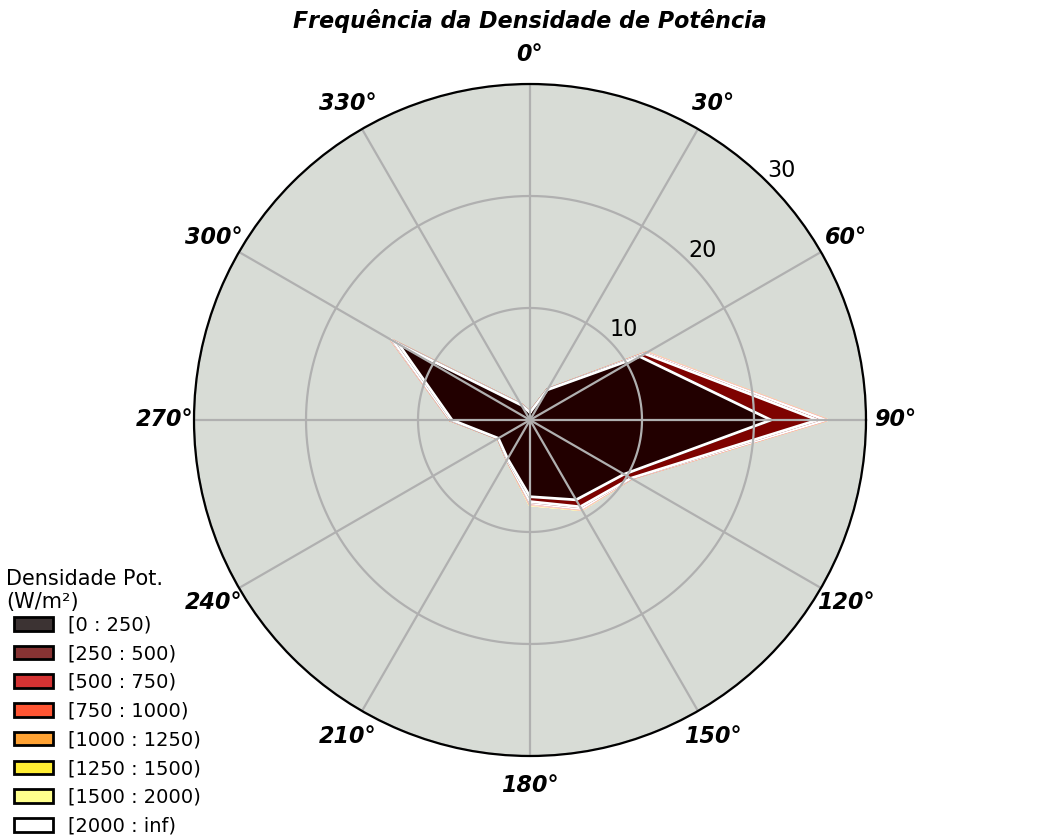 Frequência da Densidade de Potência
0°
330°
30°
30
300°
60°
20
10
270°
90°
240°
120°
210°
150°
180°
Densidade Pot.
(W/m²)
[0 : 250)
[250 : 500)
[500 : 750)
[750 : 1000)
[1000 : 1250)
[1250 : 1500)
[1500 : 2000)
[2000 : inf)